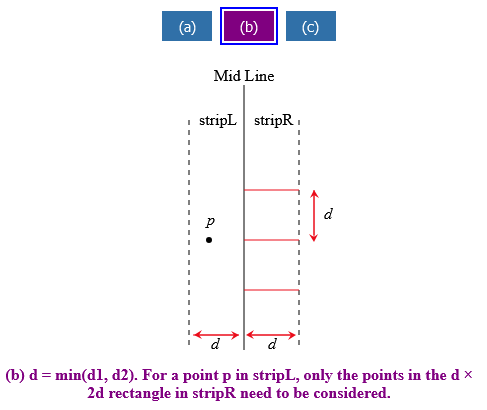 (a) (b) (c)
Mid Line
stripL stripR
d
p
d d
(b) d = min(d1, d2). For a point p in stripL, only the points in the d ×
2d rectangle in stripR need to be considered.